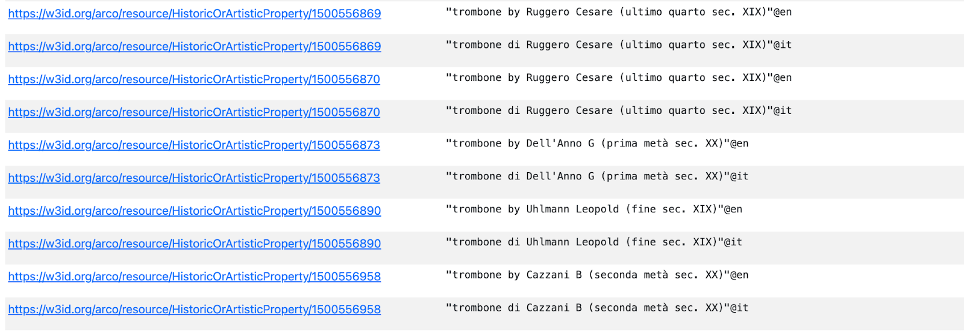 https://w3id.org/arco/resource/HistoricOrArtisticProperty/1500556869 "trombone by Ruggero Cesare (ultimo quarto sec. XIX)"@en
https://w3id.org/arco/resource/HistoricOrArtisticProperty/1500556869 "trombone di Ruggero Cesare (ultimo quarto sec. XIX)"@it
https://w3id.org/arco/resource/HistoricOrArtisticProperty/1500556870 "trombone by Ruggero Cesare (ultimo quarto sec. XIX)"@en
https://w3id.org/arco/resource/HistoricOrArtisticProperty/1500556870 "trombone di Ruggero Cesare (ultimo quarto sec. XIX)"@it
https://w3id.org/arco/resource/HistoricOrArtisticProperty/1500556873 "trombone by Dell'Anno G (prima metà sec. XX)"@en
https://w3id.org/arco/resource/HistoricOrArtisticProperty/1500556873 "trombone di Dell'Anno G (prima metà sec. XX)"@it
https://w3id.org/arco/resource/HistoricOrArtisticProperty/1500556890 "trombone by Uhlmann Leopold (fine sec. XIX)"@en
https://w3id.org/arco/resource/HistoricOrArtisticProperty/1500556890 "trombone di Uhlmann Leopold (fine sec. XIX)"@it
https://w3id.org/arco/resource/HistoricOrArtisticProperty/1500556958 "trombone by Cazzani B (seconda metà sec. XX)"@en
https://w3id.org/arco/resource/HistoricOrArtisticProperty/1500556958 "trombone di Cazzani B (seconda metà sec. XX)"@it